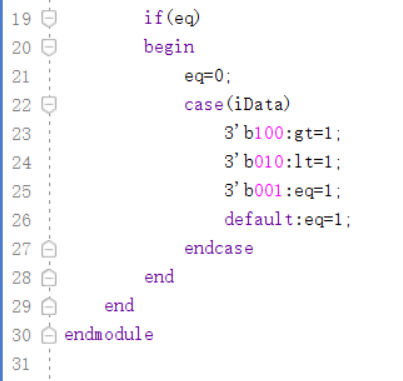 19 if(eq)
20 begin
21 eq=0;
22 case(iData)
23 3'b100:gt=1;
24 3'b010:lt=1;
25 3'b001:eq=1;
26 default:eq=1;
27 endcase
28 end
29 end
30 endmodule
31